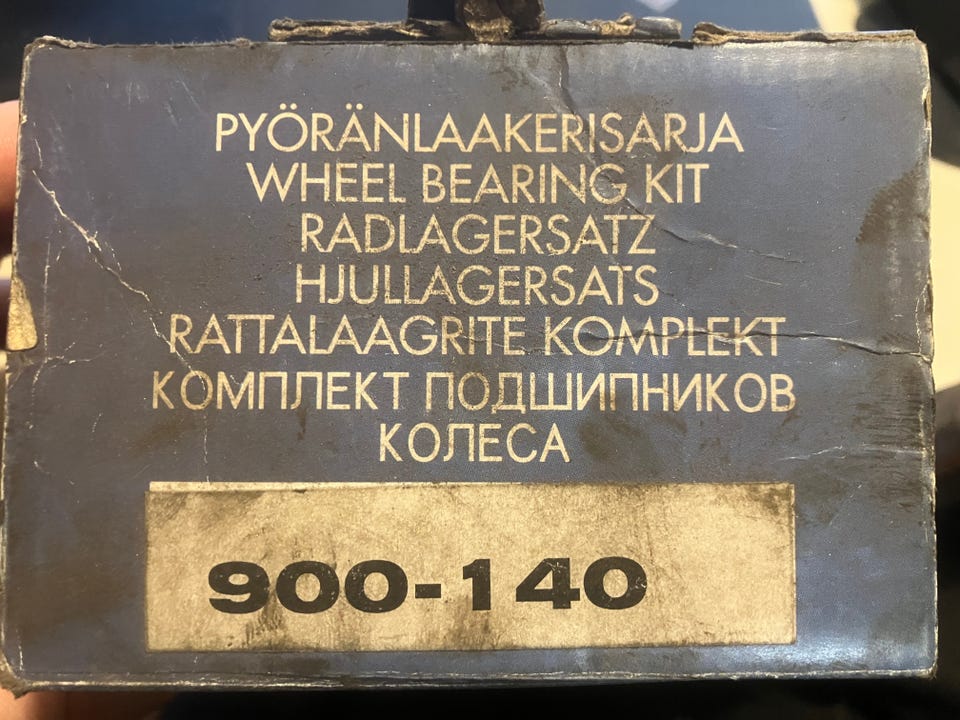 PYÖRÄNLAAKERISARJA
WHEEL BEARING KIT
RADLAGERSATZ
HJULLAGERSATS
RATTALAAGRITE KOMPLEKT
КОМПЛЕКТ ПОДШИПНИКОВ
КОЛЕСА
900-140